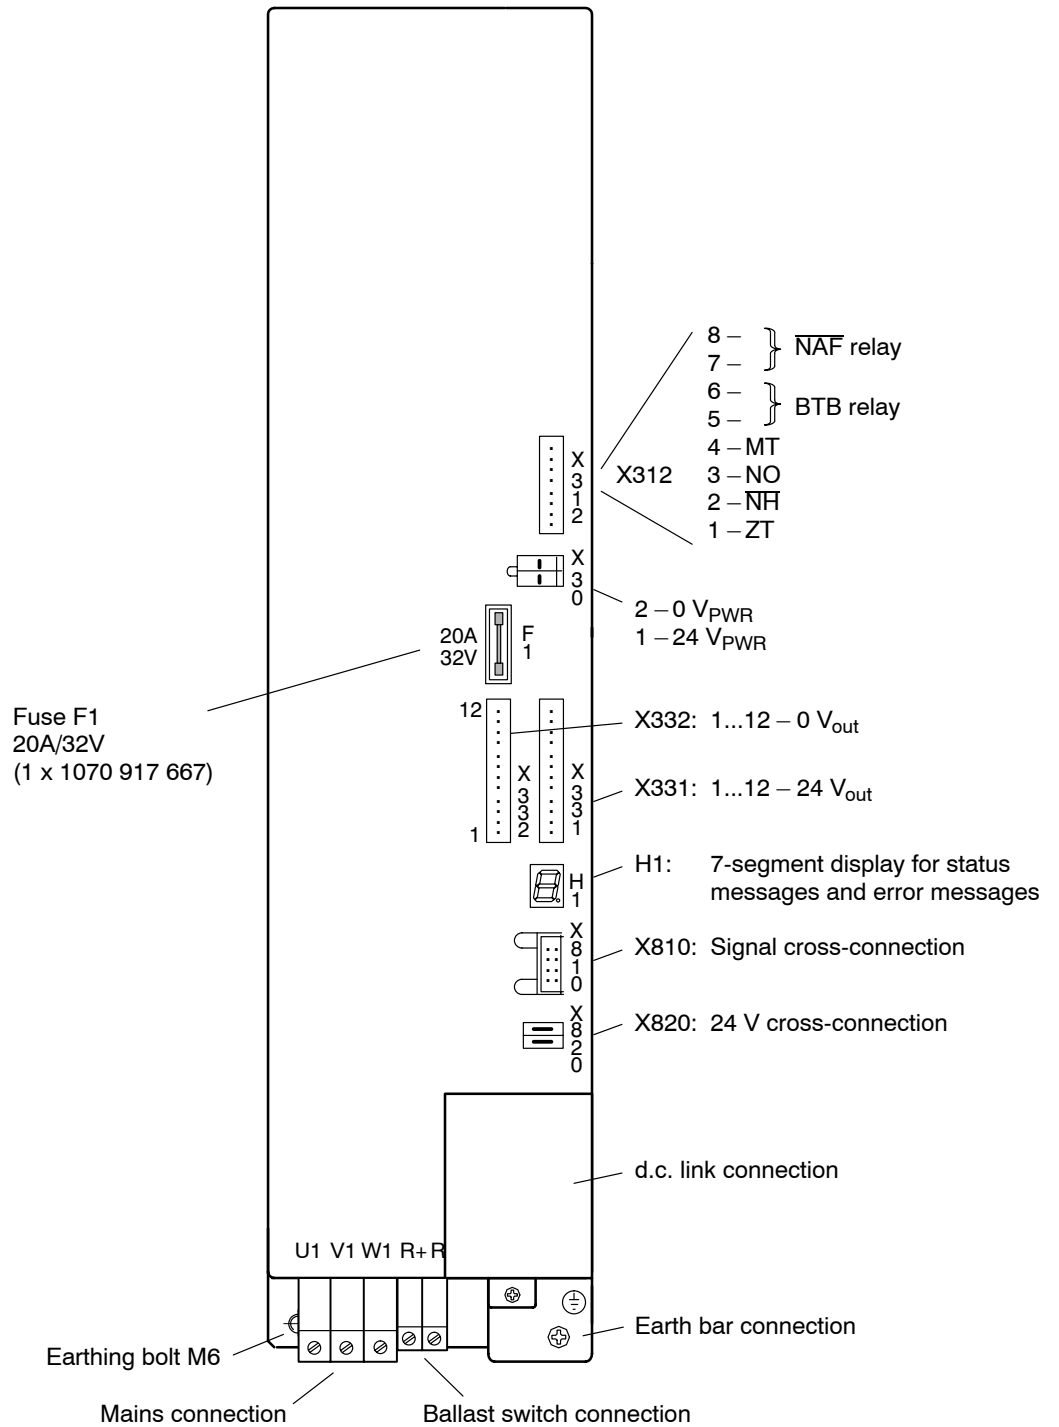 8 – NAF relay
7 –
6 – BTB relay
5 –
4 – MT
X312 3 – NO
2 – NH
1 – ZT
X
3
1
2
X
3
0
2 – 0 VPWR
1 – 24 VPWR
20A
32V
F
1
Fuse F1
20A/32V
(1 x 1070 917 667)
12
1
X
3
3
2
X
3
3
1
X332: 1...12 – 0 Vout
X331: 1...12 – 24 Vout
H
1
H1: 7-segment display for status
messages and error messages
X
8
1
0
X810: Signal cross-connection
X
8
2
0
X820: 24 V cross-connection
d.c. link connection
U1 V1 W1 R+ R
Earth bar connection
Earthing bolt M6
Mains connection
Ballast switch connection